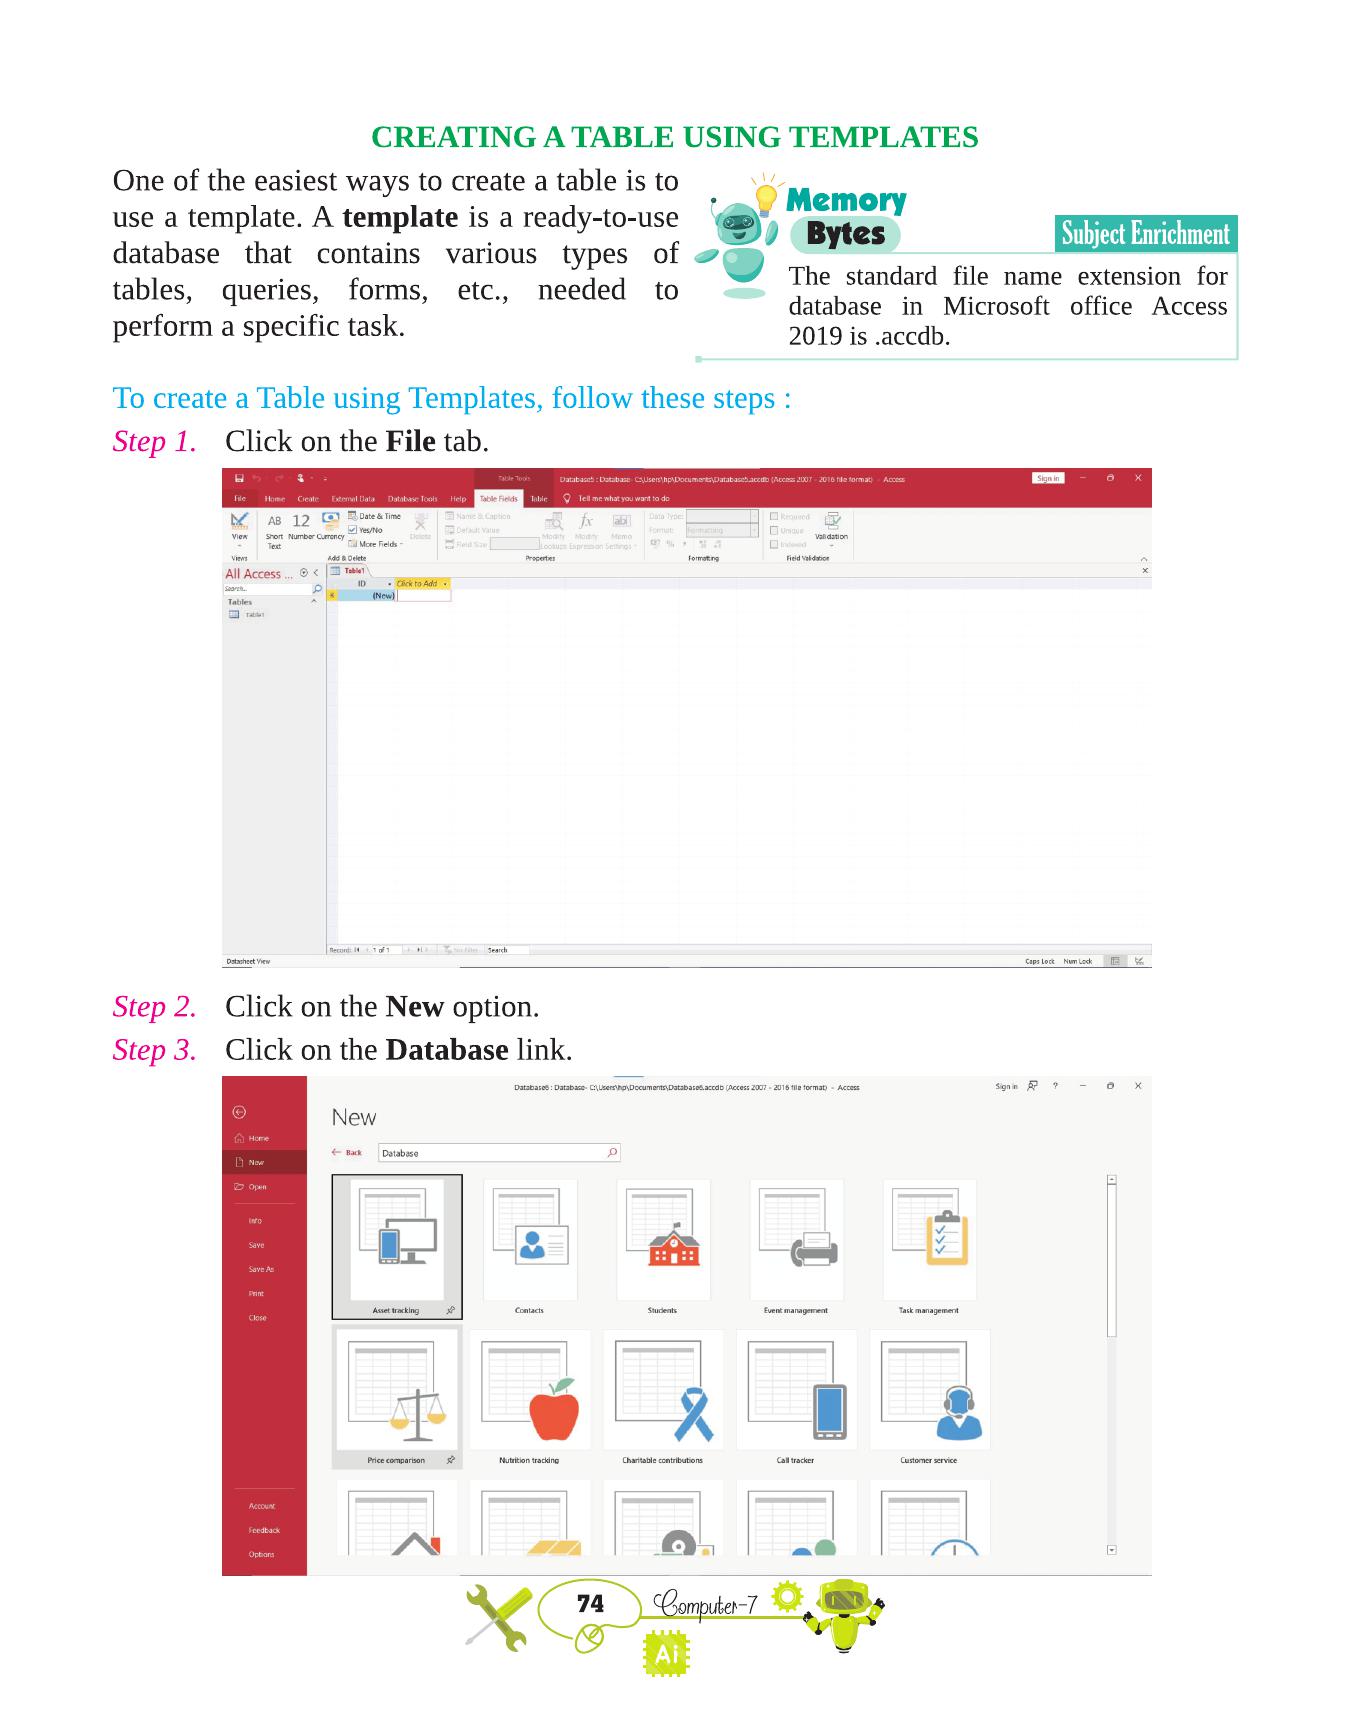 CREATING A TABLE USING TEMPLATES
One of the easiest ways to create a table is to
use a template. A template is a ready-to-use
database that contains various types of
tables, queries, forms, etc., needed to
perform a specific task.
Memory
Bytes
Subject Enrichment
The standard file name extension for
database in Microsoft office Access
2019 is .accdb.
To create a Table using Templates, follow these steps :
Step 1. Click on the File tab.
Table Tools Database5 : Database- C:\Users\hp\Documents\Database5.accdb (Access 2007 - 2016 file format) - Access Sign in
File Home Create External Data Database Tools Help Table Fields Table Tell me what you want to do
View
Views
AB Short Text
12 Number
Currency
Date & Time
Yes/No
More Fields
Delete
Add & Delete
Name & Caption
Default Value
Field Size
Modify Lookups
fx Modify Expression
ab Memo Settings
Properties
Data Type:
Format: Formatting
Formatting
Required
Unique
Indexed
Validation
Field Validation
All Access ...
Search...
Tables
Table1
Table1
ID Click to Add
(New)
Record: 1 of 1 No Filter Search
Datasheet View Caps Lock Num Lock
Step 2. Click on the New option.
Step 3. Click on the Database link.
Database6 : Database- C:\Users\hp\Documents\Database6.accdb (Access 2007 - 2016 file format) - Access Sign in ?
Home
New
Open
Info
Save
Save As
Print
Close
Account
Feedback
Options
New
Back Database
Asset tracking Contacts Students Event management Task management
Price comparison Nutrition tracking Charitable contributions Call tracker Customer service
74 Computer-7
Ai